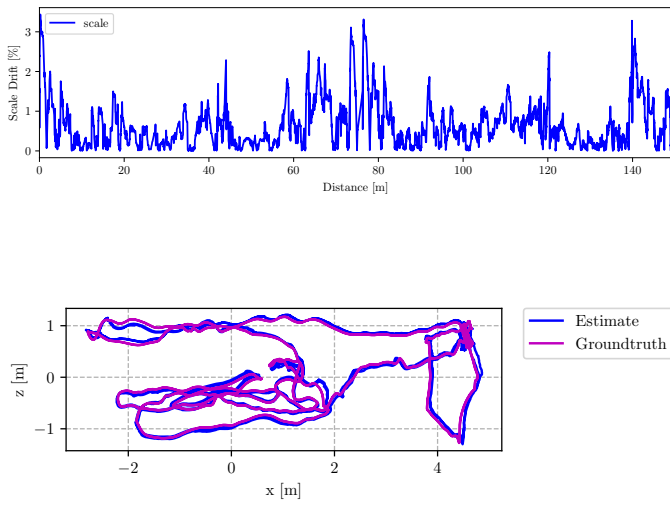 scale
Scale Drift [%]
3
2
1
0
0 20 40 60 80 100 120 140
Distance [m]
Estimate
Groundtruth
z [m]
1
0
−1
−2 0 2 4
x [m]